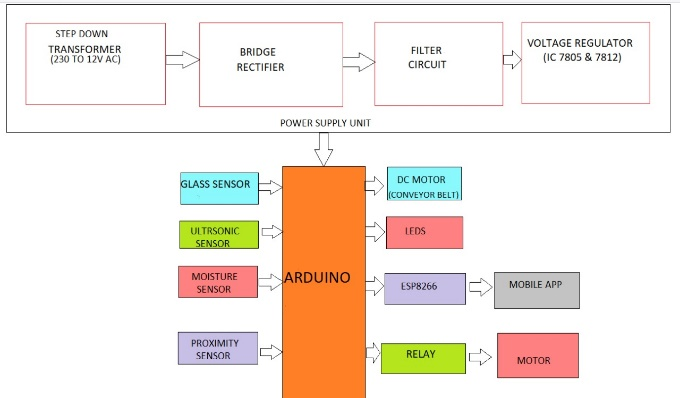 STEP DOWN
TRANSFORMER
(230 TO 12V AC)
BRIDGE
RECTIFIER
FILTER
CIRCUIT
VOLTAGE REGULATOR
(IC 7805 & 7812)
POWER SUPPLY UNIT
GLASS SENSOR
ULTRSONIC
SENSOR
MOISTURE
SENSOR
PROXIMITY
SENSOR
ARDUINO
DC MOTOR
(CONVEYOR BELT)
LEDS
ESP8266
MOBILE APP
RELAY
MOTOR